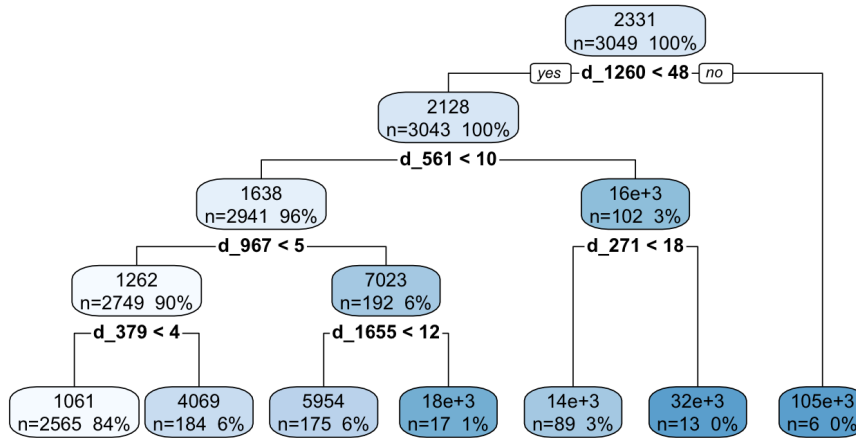 2331
n=3049 100%
yes d_1260 < 48 no
2128
n=3043 100%
d_561 < 10
1638
n=2941 96%
16e+3
n=102 3%
d_967 < 5
d_271 < 18
1262
n=2749 90%
7023
n=192 6%
d_379 < 4
d_1655 < 12
1061
n=2565 84%
4069
n=184 6%
5954
n=175 6%
18e+3
n=17 1%
14e+3
n=89 3%
32e+3
n=13 0%
105e+3
n=6 0%